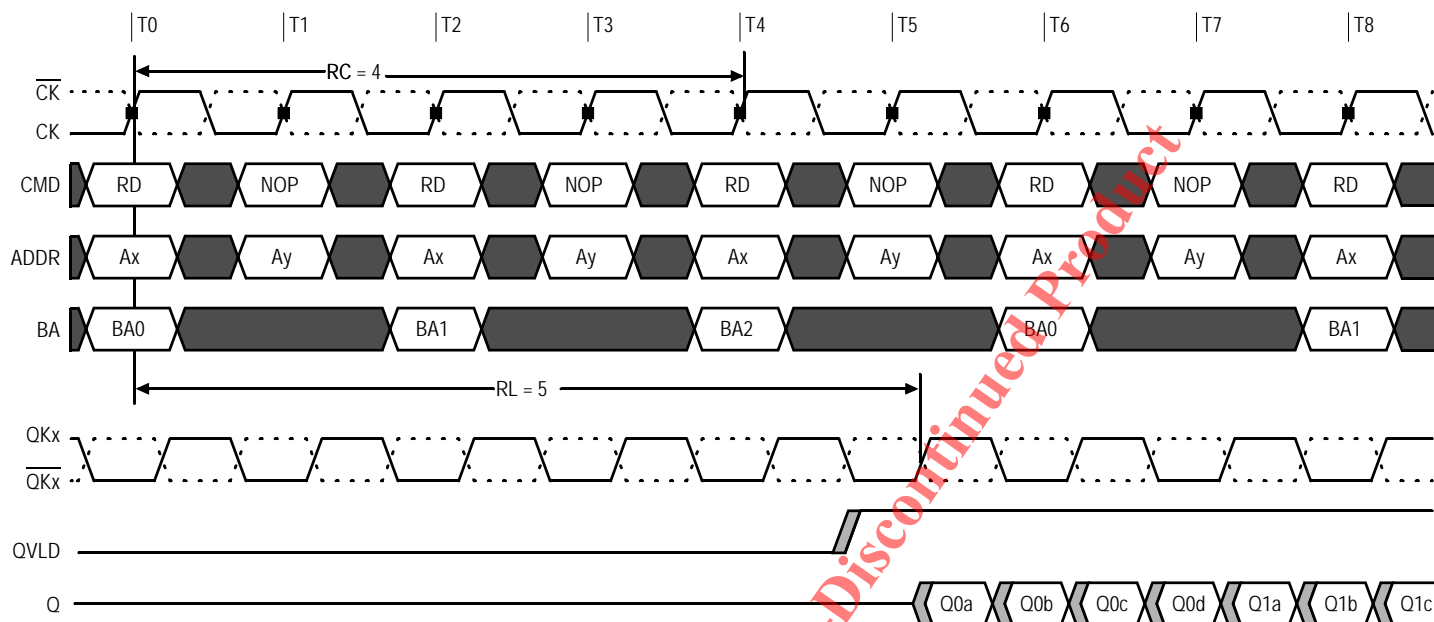 T0 T1 T2 T3 T4 T5 T6 T7 T8
RC = 4
CK
CK
CMD RD NOP RD NOP RD NOP RD NOP RD
ADDR Ax Ay Ax Ay Ax Ay Ax Ay Ax
BA BA0 BA1 BA2 BA0 BA1
RL = 5
QKx
QKx
QVLD
Q Q0a Q0b Q0c Q0d Q1a Q1b Q1c
-Discontinued Product